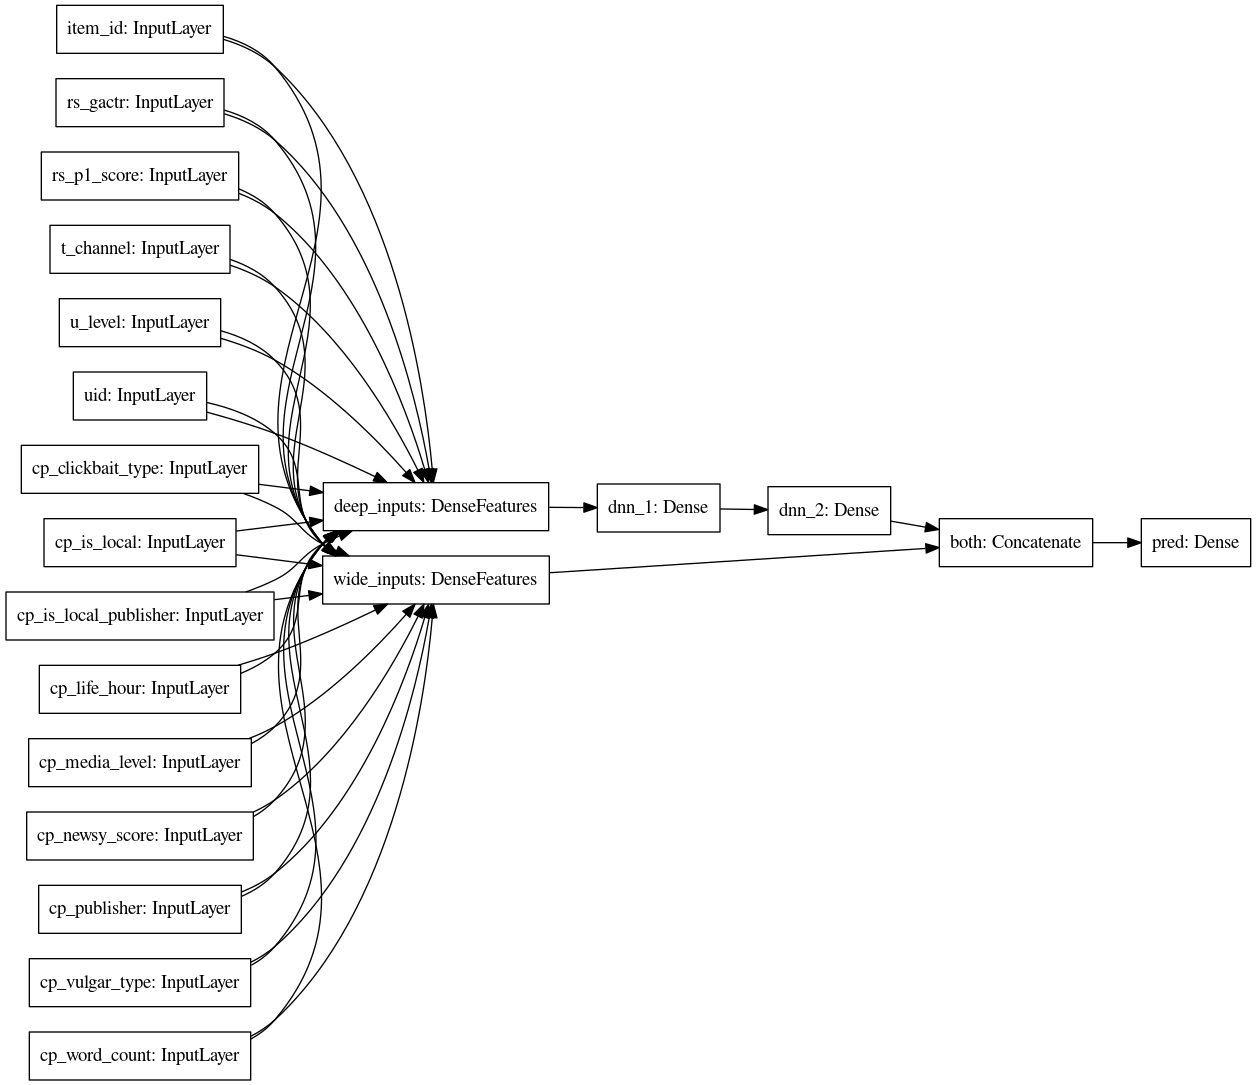 item_id: InputLayer
rs_gactr: InputLayer
rs_p1_score: InputLayer
t_channel: InputLayer
u_level: InputLayer
uid: InputLayer
cp_clickbait_type: InputLayer
cp_is_local: InputLayer
cp_is_local_publisher: InputLayer
cp_life_hour: InputLayer
cp_media_level: InputLayer
cp_newsy_score: InputLayer
cp_publisher: InputLayer
cp_vulgar_type: InputLayer
cp_word_count: InputLayer
deep_inputs: DenseFeatures
wide_inputs: DenseFeatures
dnn_1: Dense
dnn_2: Dense
both: Concatenate
pred: Dense